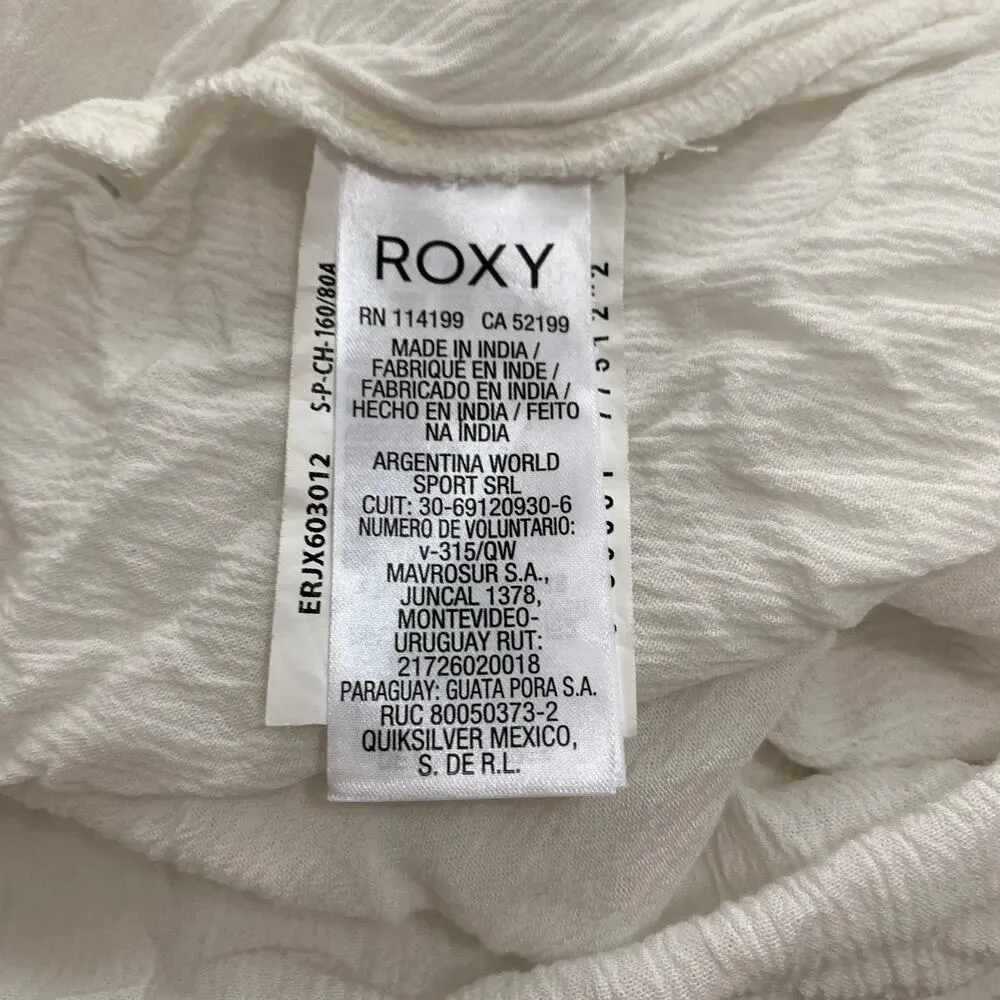 ROXY
RN 114199 CA 52199
MADE IN INDIA /
FABRIQUÉ EN INDE /
FABRICADO EN INDIA /
HECHO EN INDIA / FEITO
NA ÍNDIA
ARGENTINA WORLD
SPORT SRL
CUIT: 30-69120930-6
NUMERO DE VOLUNTARIO:
v-315/QW
MAVROSUR S.A.,
JUNCAL 1378,
MONTEVIDEO-
URUGUAY RUT:
21726020018
PARAGUAY: GUATA PORA S.A.
RUC 80050373-2
QUIKSILVER MEXICO,
S. DE R.L.
ERJX603012 S-P-CH-160/80A